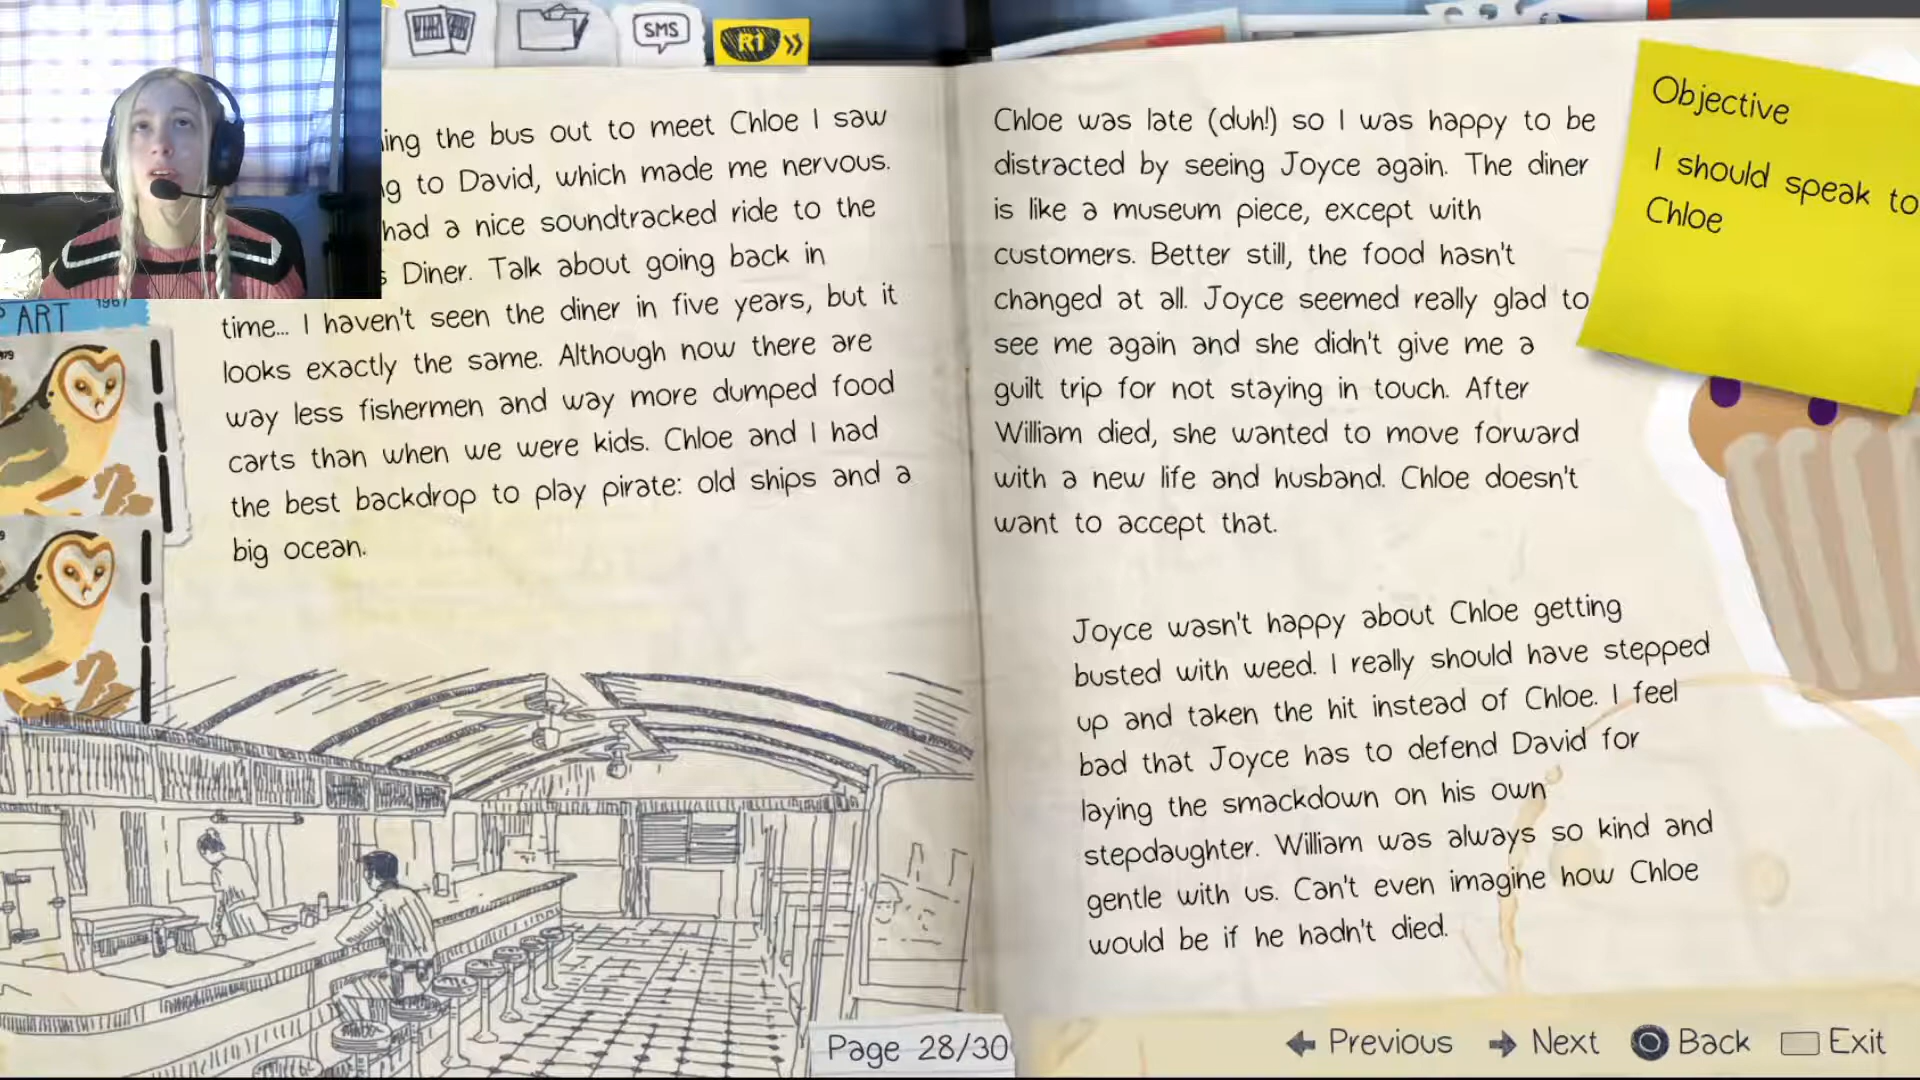 SMS
R1
ing the bus out to meet Chloe I saw
g to David, which made me nervous.
had a nice soundtracked ride to the
s Diner. Talk about going back in
time... I haven't seen the diner in five years, but it
looks exactly the same. Although now there are
way less fishermen and way more dumped food
carts than when we were kids. Chloe and I had
the best backdrop to play pirate: old ships and a
big ocean.
ART
1967
Chloe was late (duh!) so I was happy to be
distracted by seeing Joyce again. The diner
is like a museum piece, except with
customers. Better still, the food hasn't
changed at all. Joyce seemed really glad to
see me again and she didn't give me a
guilt trip for not staying in touch. After
William died, she wanted to move forward
with a new life and husband. Chloe doesn't
want to accept that.
Joyce wasn't happy about Chloe getting
busted with weed. I really should have stepped
up and taken the hit instead of Chloe. I feel
bad that Joyce has to defend David for
laying the smackdown on his own
stepdaughter. William was always so kind and
gentle with us. Can't even imagine how Chloe
would be if he hadn't died.
Objective
I should speak to
Chloe
Page 28/30
Previous
Next
Back
Exit